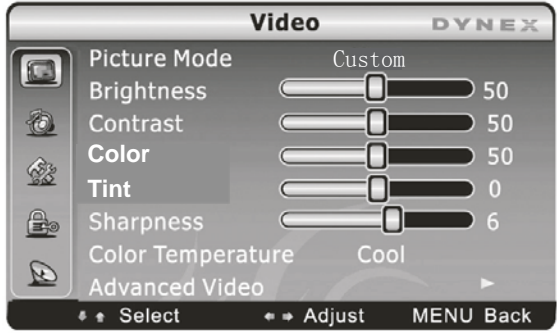 Video DYNEX
Picture Mode Custom
Brightness 50
Contrast 50
Color 50
Tint 0
Sharpness 6
Color Temperature Cool
Advanced Video
Select Adjust MENU Back